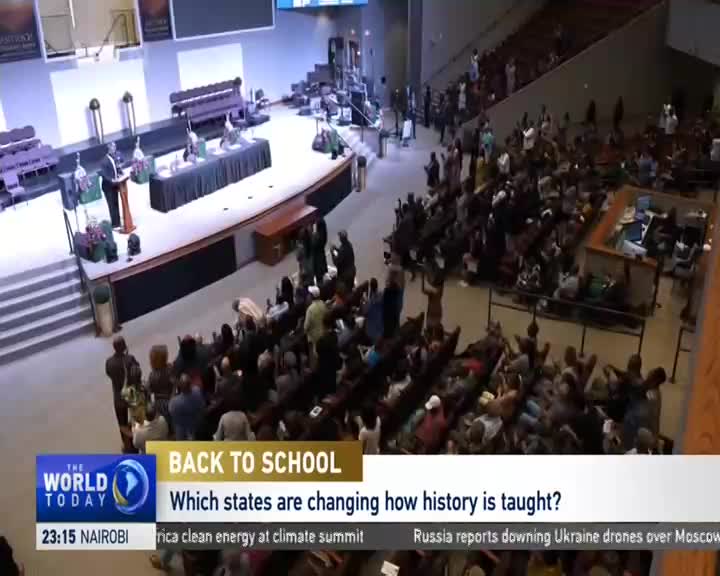 BACK TO SCHOOL
THE
WORLD
TODAY
Which states are changing how history is taught?
23:15 NAIROBI
rica clean energy at climate summit Russia reports downing Ukraine drones over Moscow